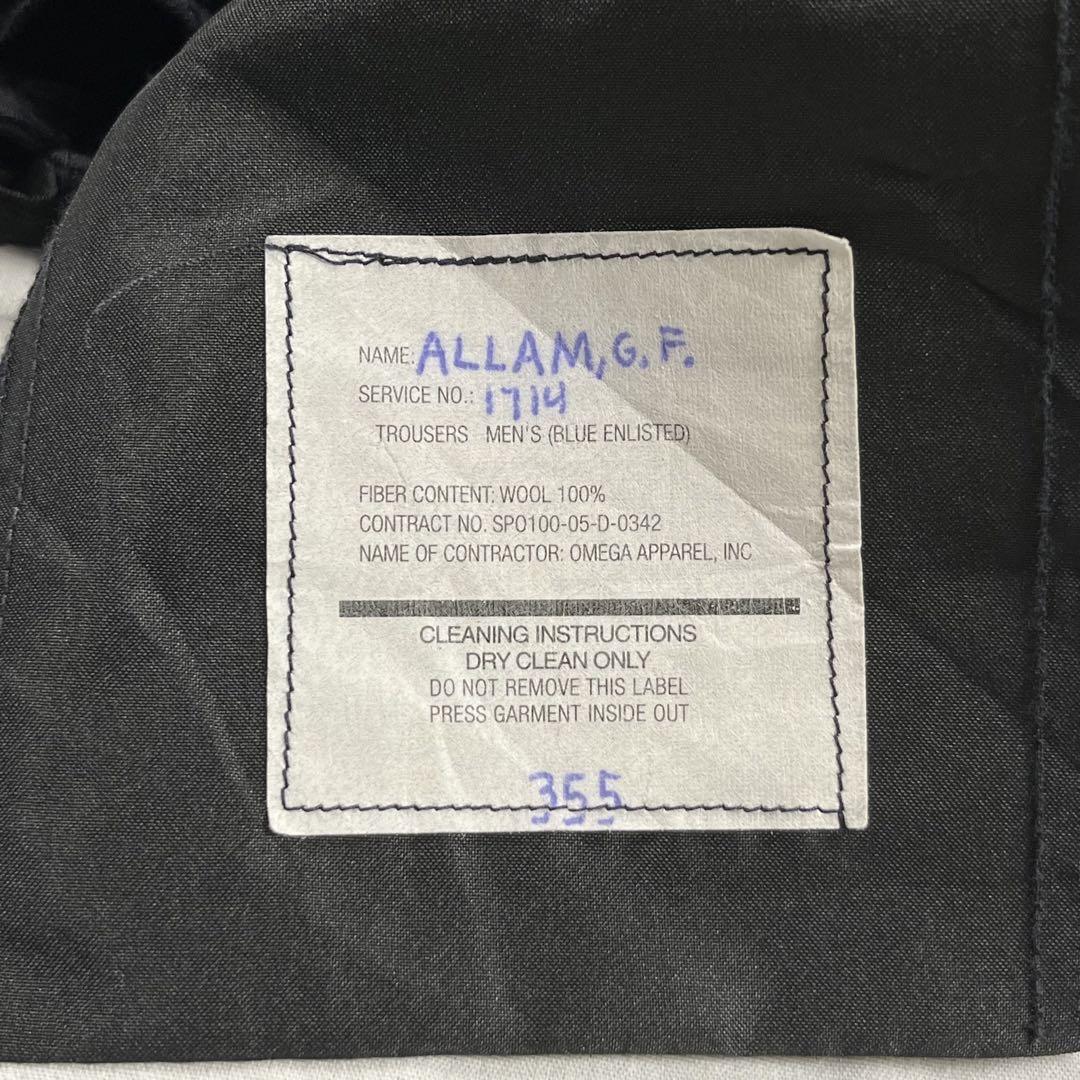 NAME: ALLAM, G. F.
SERVICE NO.: 1714
TROUSERS MEN'S (BLUE ENLISTED)
FIBER CONTENT: WOOL 100%
CONTRACT NO. SPO100-05-D-0342
NAME OF CONTRACTOR: OMEGA APPAREL, INC
CLEANING INSTRUCTIONS
DRY CLEAN ONLY
DO NOT REMOVE THIS LABEL
PRESS GARMENT INSIDE OUT
355